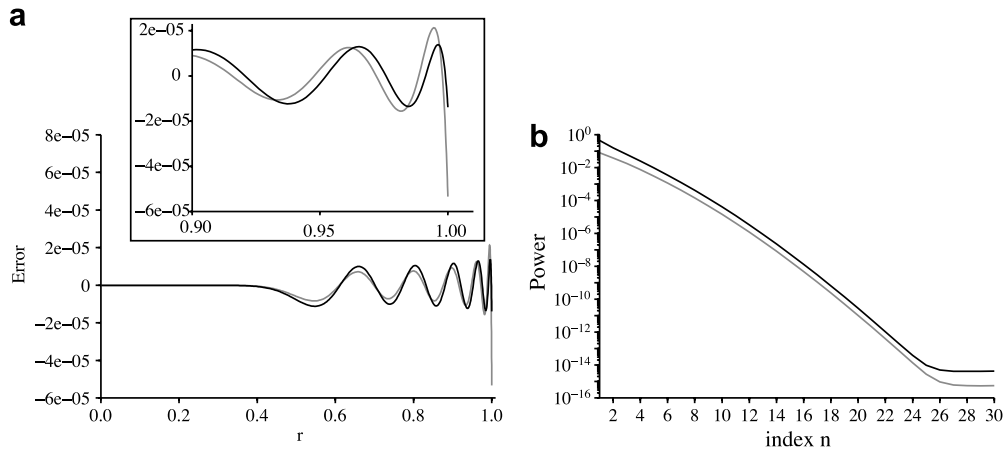 a
2e−05
0
−2e−05
−4e−05
−6e−05
0.90 0.95 1.00
8e−05
6e−05
4e−05
2e−05
0
−2e−05
−4e−05
−6e−05
Error
0.0 0.2 0.4 0.6 0.8 1.0
r
b
10^0
10^−2
10^−4
10^−6
10^−8
10^−10
10^−12
10^−14
10^−16
Power
2 4 6 8 10 12 14 16 18 20 22 24 26 28 30
index n